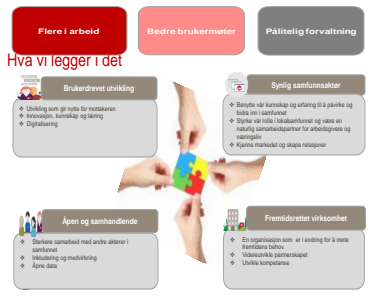 Flere i arbeid
Bedre brukermøter
Pålitelig forvaltning
Hva vi legger i det
Brukerdrevet utvikling
Utvikling som gir nytte for mottakeren
Innovasjon, kunnskap og læring
Digitalisering
Synlig samfunnsaktør
Benytte vår kunnskap og erfaring til å påvirke og
bidra inn i samfunnet
Styrke vår rolle i lokalsamfunnet og være en
naturlig samarbeidspartner for arbeidsgivere og
næringsliv
Kjenne markedet og skape relasjoner
Åpen og samhandlende
Sterkere samarbeid med andre aktører i
samfunnet
Inkludering og medvirkning
Åpne data
Fremtidsrettet virksomhet
En organisasjon som er i endring for å møte
fremtidens behov.
Videreutvikle partnerskapet
Utvikle kompetanse